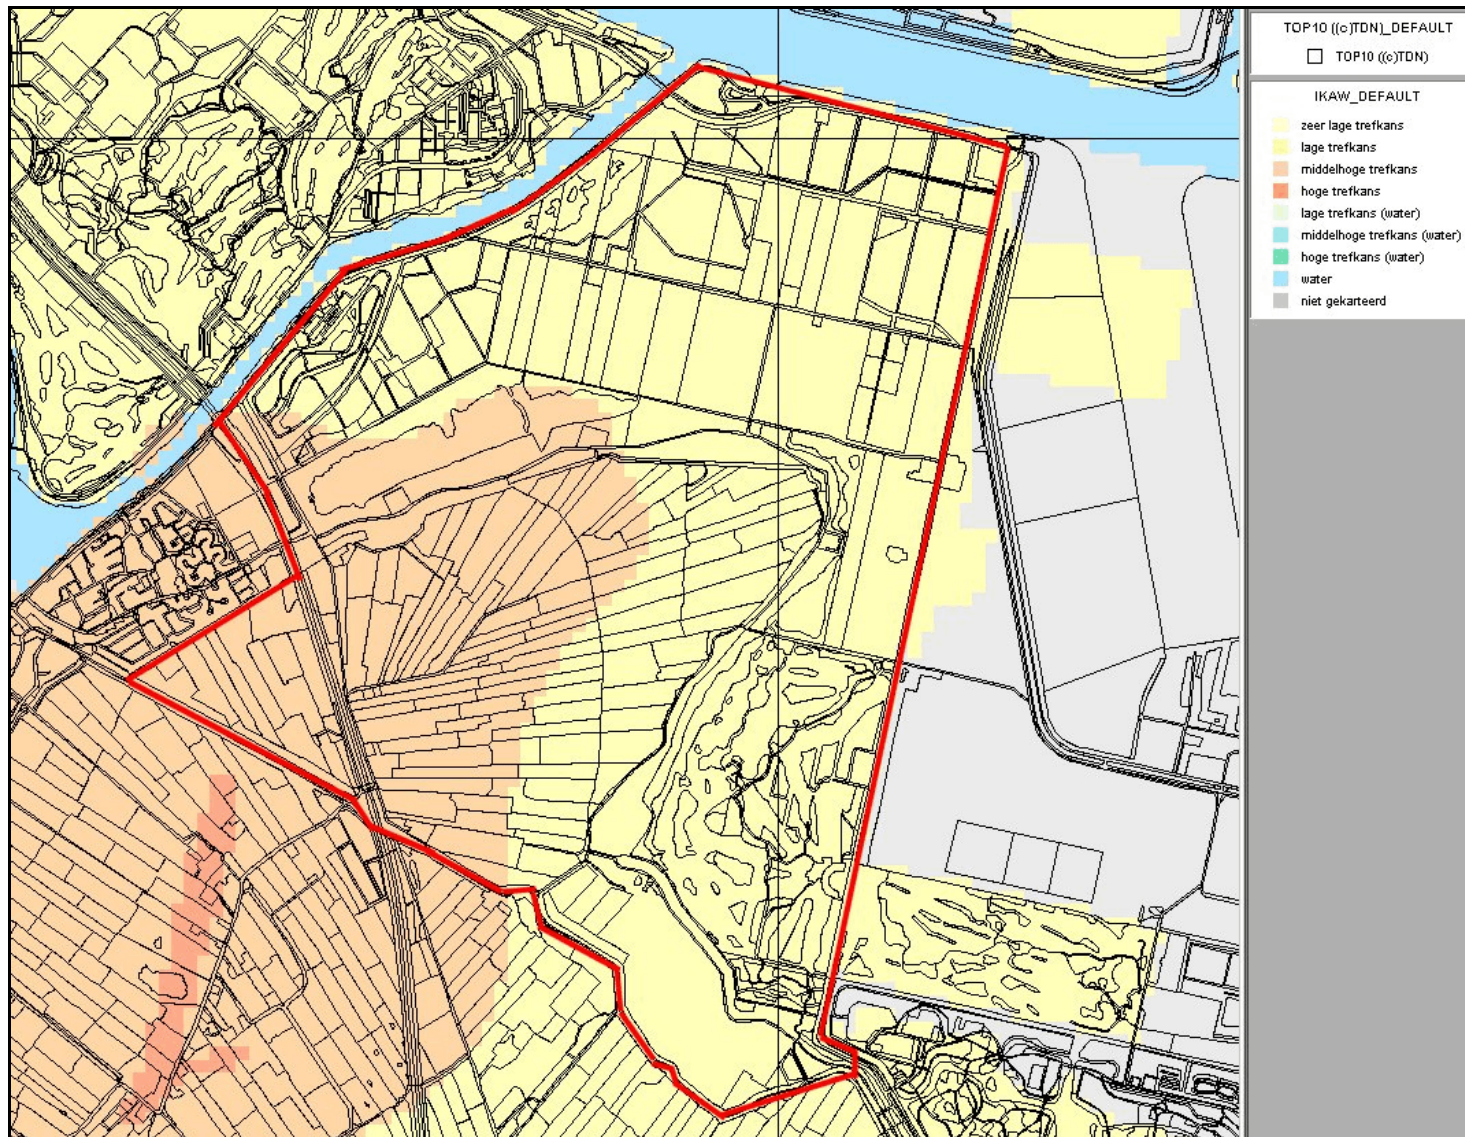 TOP10 ((c)TDN)_DEFAULT
TOP10 ((c)TDN)
IKAW_DEFAULT
zeer lage trefkans
lage trefkans
middelhoge trefkans
hoge trefkans
lage trefkans (water)
middelhoge trefkans (water)
hoge trefkans (water)
water
niet gekarteerd